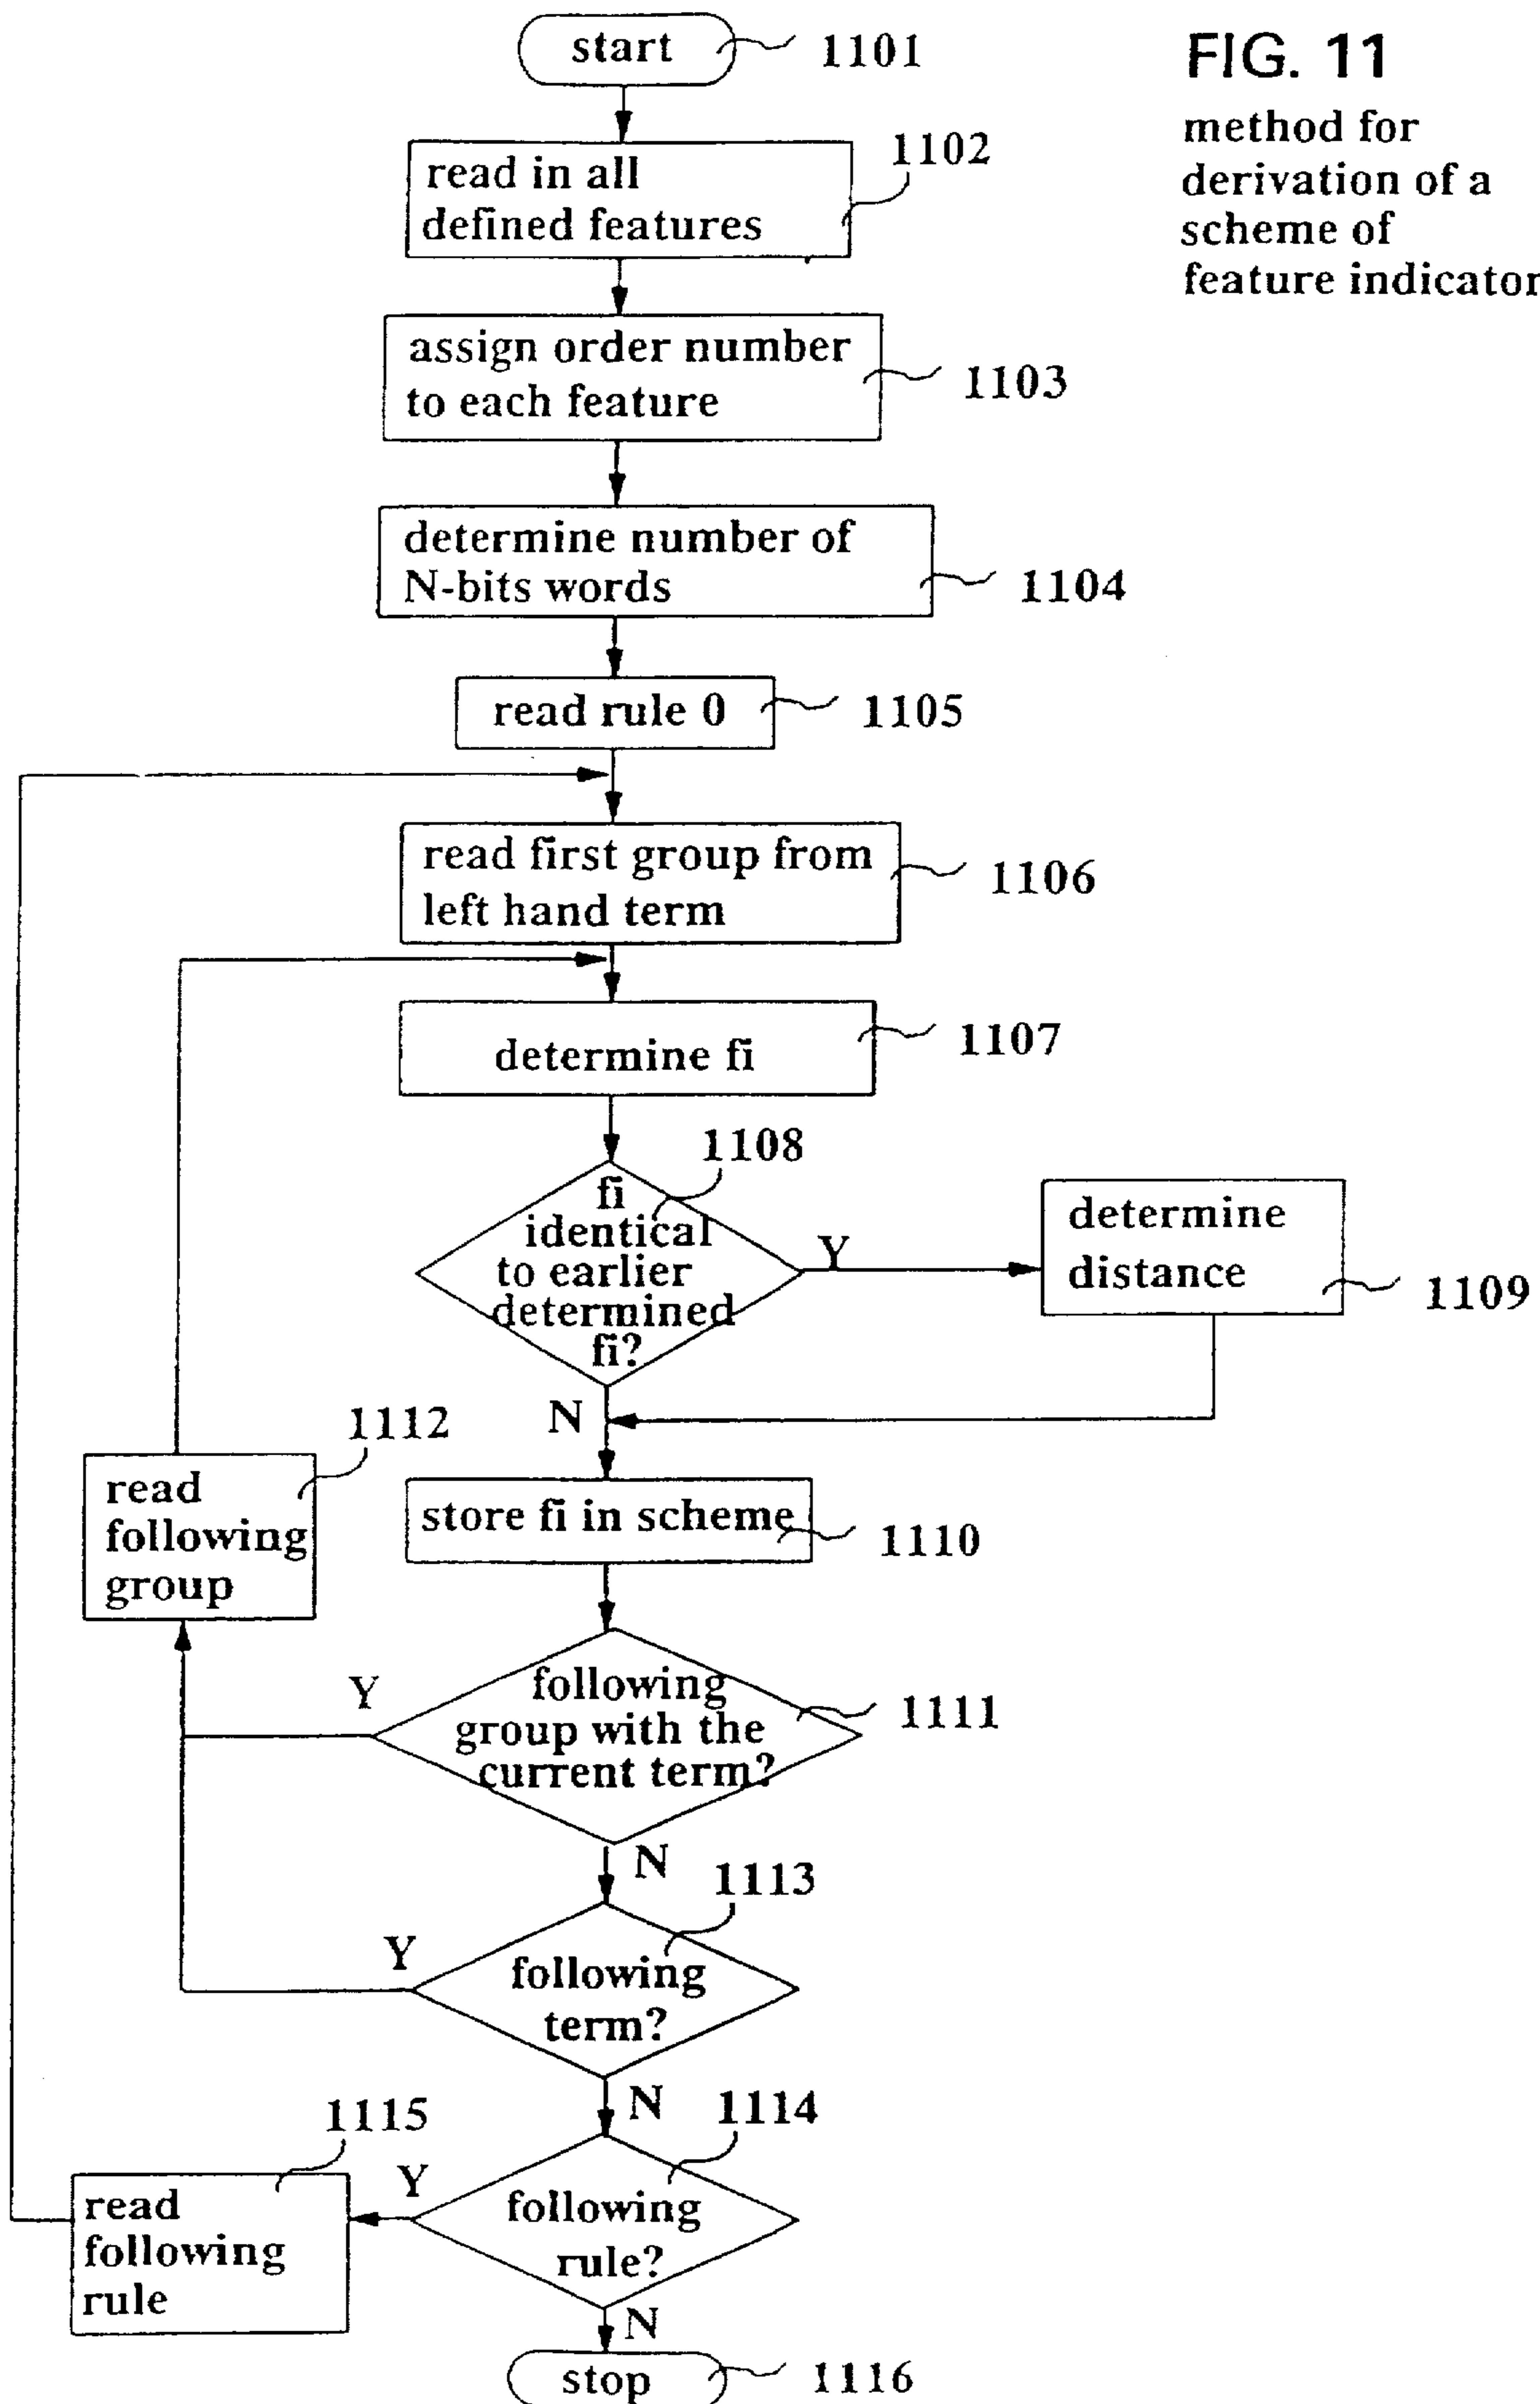 start
1101
FIG. 11
method for
derivation of a
scheme of
feature indicator
1102
read in all
defined features
assign order number
to each feature
1103
determine number of
N-bits words
1104
read rule 0
1105
read first group from
left hand term
1106
determine fi
1107
1108
fi
identical
to earlier
determined
fi?
Y
determine
distance
1109
N
1112
read
following
group
store fi in scheme
1110
Y
following
group with the
current term?
1111
N
1113
Y
following
term?
N
1114
1115
Y
read
following
rule
following
rule?
N
stop
1116